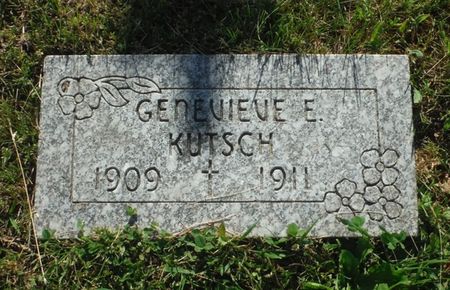 GENEVIEVE E.
KUTSCH
1909 † 1911